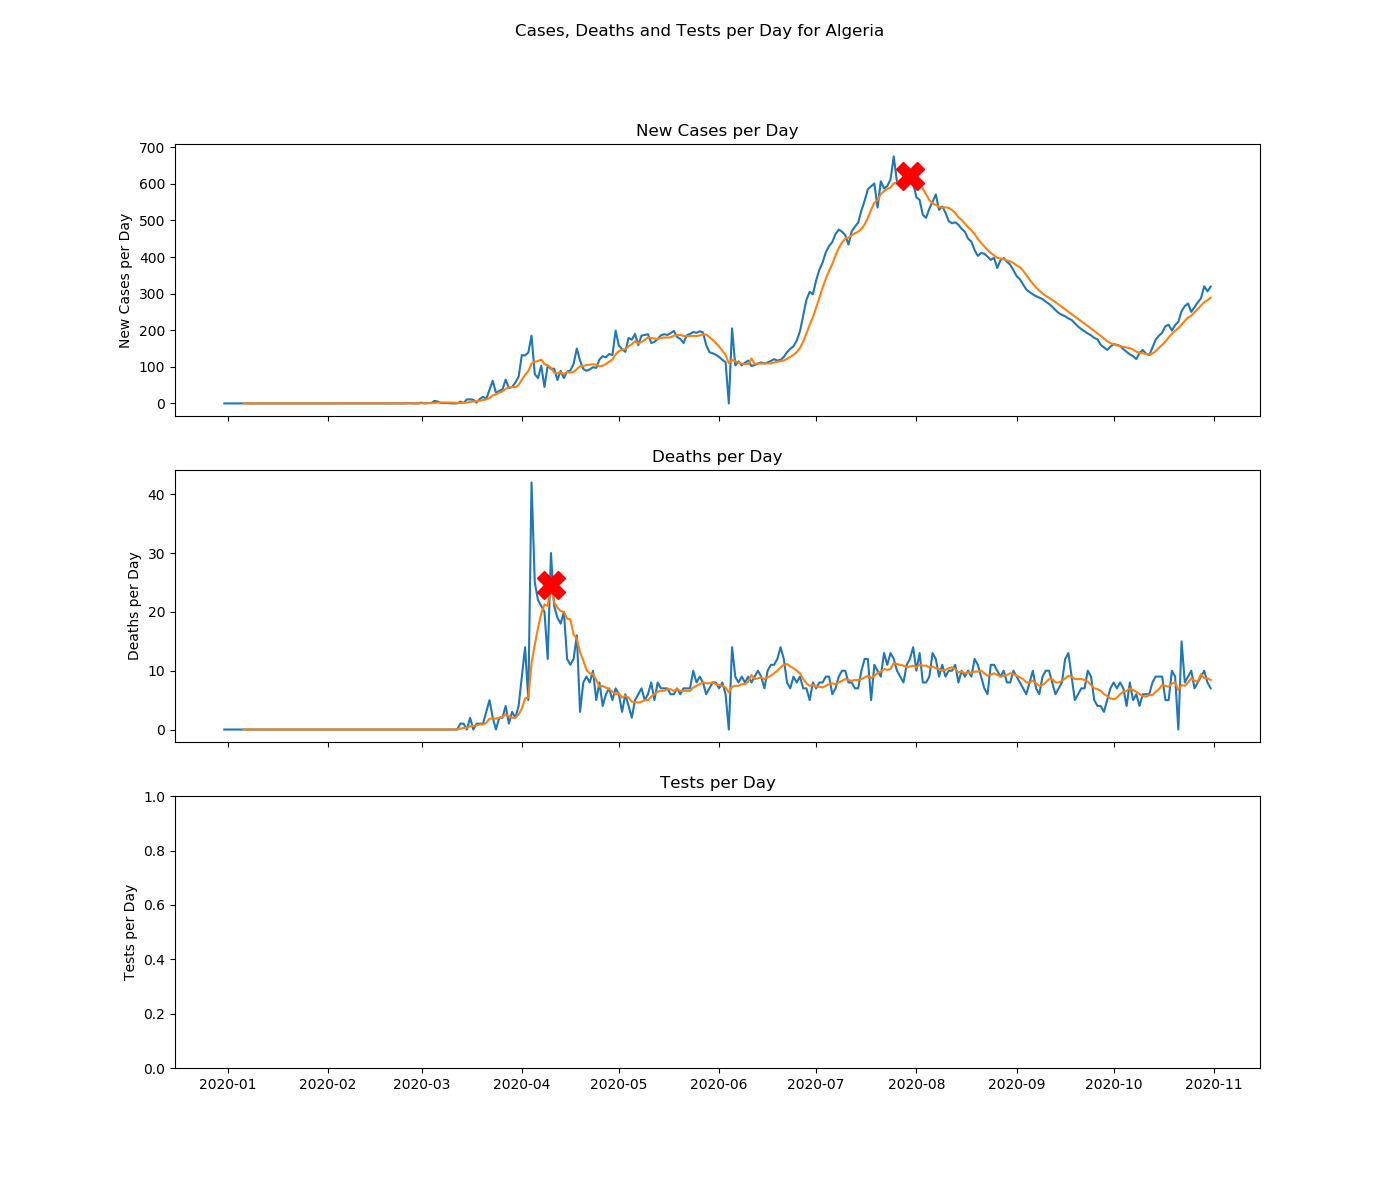 Cases, Deaths and Tests per Day for Algeria
New Cases per Day
New Cases per Day
700
600
500
400
300
200
100
0
Deaths per Day
Deaths per Day
40
30
20
10
0
Tests per Day
Tests per Day
1.0
0.8
0.6
0.4
0.2
0.0
2020-01 2020-02 2020-03 2020-04 2020-05 2020-06 2020-07 2020-08 2020-09 2020-10 2020-11